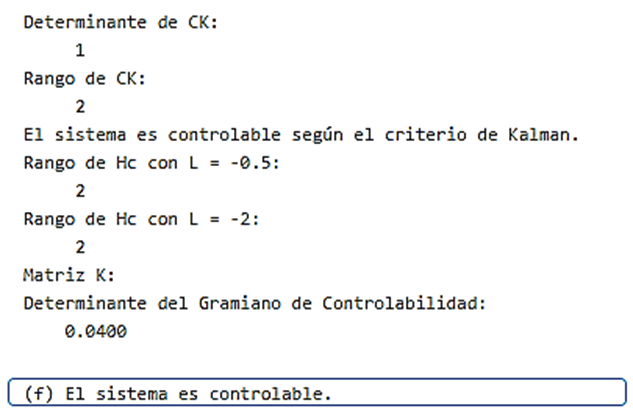 Determinante de CK:
1
Rango de CK:
2
El sistema es controlable según el criterio de Kalman.
Rango de Hc con L = -0.5:
2
Rango de Hc con L = -2:
2
Matriz K:
Determinante del Gramiano de Controlabilidad:
0.0400
(f) El sistema es controlable.